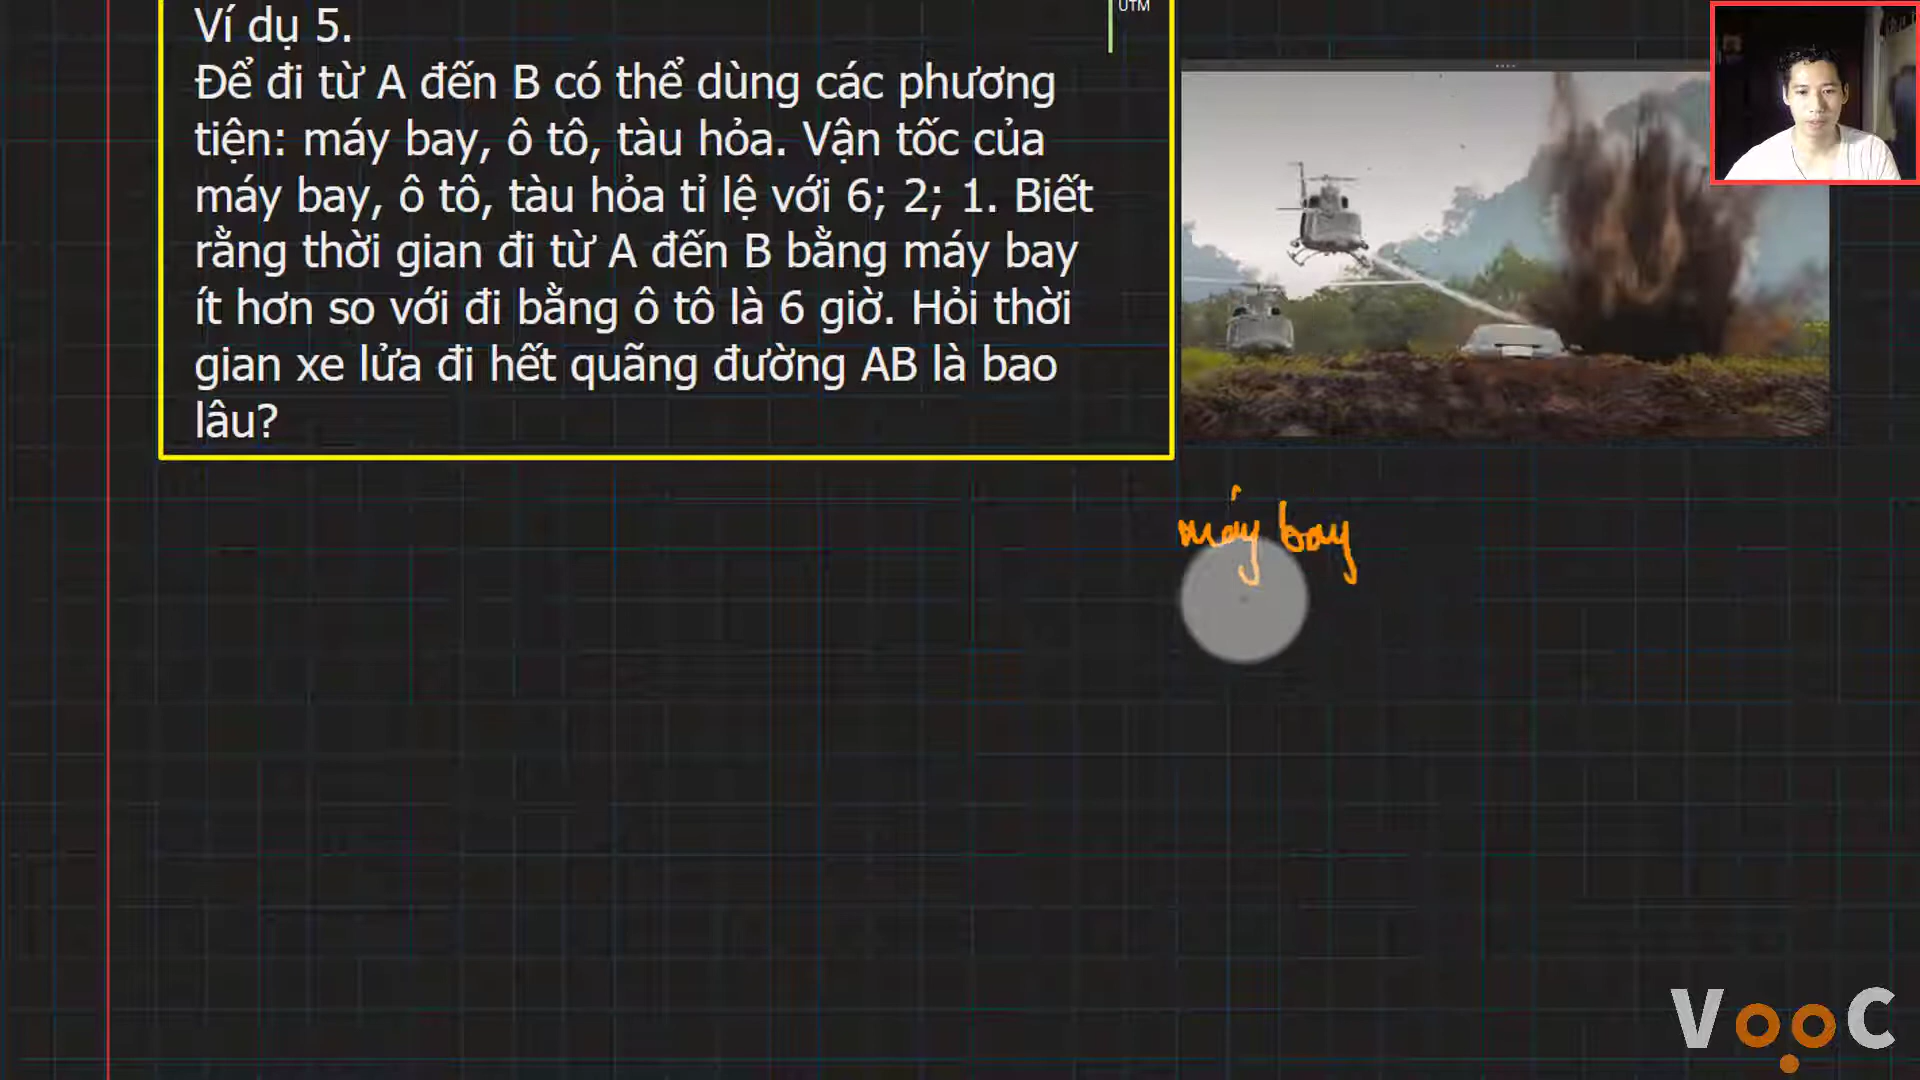 Ví dụ 5.
UTM
Để đi từ A đến B có thể dùng các phương
tiện: máy bay, ô tô, tàu hỏa. Vận tốc của
máy bay, ô tô, tàu hỏa tỉ lệ với 6; 2; 1. Biết
rằng thời gian đi từ A đến B bằng máy bay
ít hơn so với đi bằng ô tô là 6 giờ. Hỏi thời
gian xe lửa đi hết quãng đường AB là bao
lâu?
máy bay
VooC